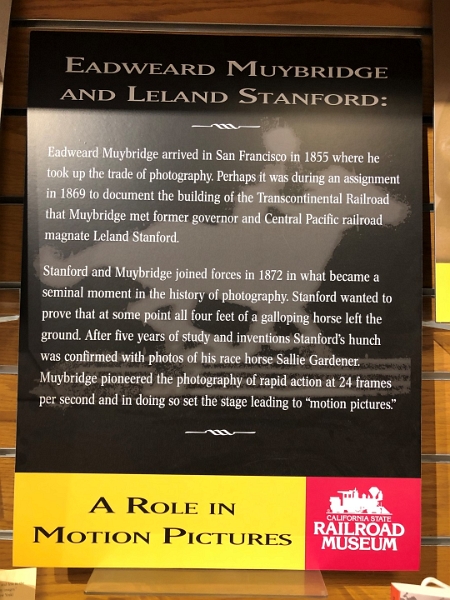 EADWEARD MUYBRIDGE
AND LELAND STANFORD:
Eadweard Muybridge arrived in San Francisco in 1855 where he
took up the trade of photography. Perhaps it was during an assignment
in 1869 to document the building of the Transcontinental Railroad
that Muybridge met former governor and Central Pacific railroad
magnate Leland Stanford.
Stanford and Muybridge joined forces in 1872 in what became a
seminal moment in the history of photography. Stanford wanted to
prove that at some point all four feet of a galloping horse left the
ground. After five years of study and inventions Stanford's hunch
was confirmed with photos of his race horse Sallie Gardener.
Muybridge pioneered the photography of rapid action at 24 frames
per second and in doing so set the stage leading to “motion pictures.”
A ROLE IN
MOTION PICTURES
CALIFORNIA STATE
RAILROAD
MUSEUM